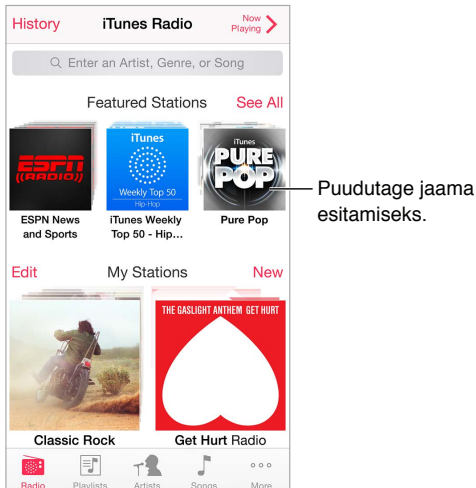 History iTunes Radio Now Playing
Enter an Artist, Genre, or Song
Featured Stations See All
ESPN
((RADIO))
iTunes
Weekly Top 50
Hip-Hop
iTunes
PURE
POP
ESPN News
and Sports
iTunes Weekly
Top 50 - Hip...
Pure Pop
Puudutage jaama
esitamiseks.
Edit My Stations New
THE GASLIGHT ANTHEM GET HURT
Classic Rock Get Hurt Radio
Radio Playlists Artists Songs More